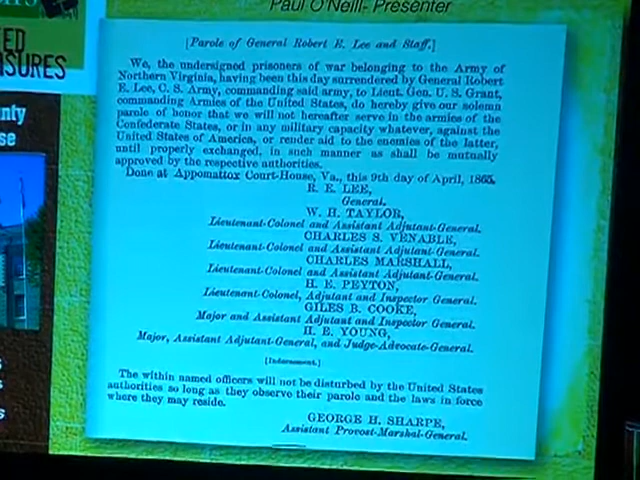 Paul O'Neill- Presenter
ED
SURES
nty
se
[Parole of General Robert E. Lee and Staff.]
We, the undersigned prisoners of war belonging to the Army of
Northern Virginia, having been this day surrendered by General Robert
E. Lee, C. S. Army, commanding said army, to Lieut. Gen. U. S. Grant,
commanding Armies of the United States, do hereby give our solemn
parole of honor that we will not hereafter serve in the armies of the
Confederate States, or in any military capacity whatever, against the
United States of America, or render aid to the enemies of the latter,
until properly exchanged, in such manner as shall be mutually
approved by the respective authorities.
Done at Appomattox Court-House, Va., this 9th day of April, 1865.
R. E. LEE,
General.
W. H. TAYLOR,
Lieutenant-Colonel and Assistant Adjutant-General.
CHARLES S. VENABLE,
Lieutenant-Colonel and Assistant Adjutant-General.
CHARLES MARSHALL,
Lieutenant-Colonel and Assistant Adjutant-General.
H. E. PEYTON,
Lieutenant-Colonel, Adjutant and Inspector General.
GILES B. COOKE,
Major and Assistant Adjutant and Inspector General.
H. E. YOUNG,
Major, Assistant Adjutant-General, and Judge-Advocate-General.
[Indorsement.]
The within named officers will not be disturbed by the United States
authorities so long as they observe their parole and the laws in force
where they may reside.
GEORGE H. SHARPE,
Assistant Provost-Marshal-General.